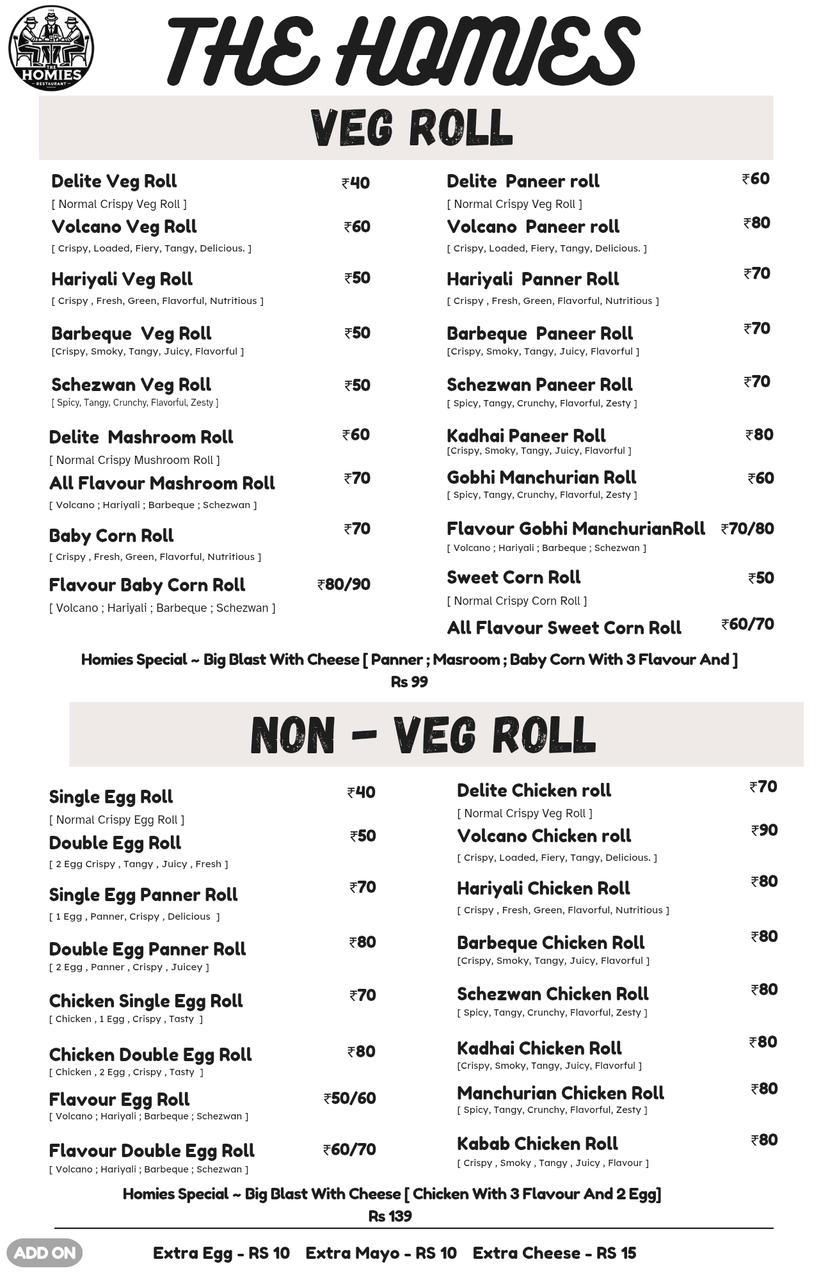 THE
HOMIES
RESTAURANT
THE HOMIES
VEG ROLL
Delite Veg Roll ₹40
[ Normal Crispy Veg Roll ]
Volcano Veg Roll ₹60
[ Crispy, Loaded, Fiery, Tangy, Delicious. ]
Hariyali Veg Roll ₹50
[ Crispy , Fresh, Green, Flavorful, Nutritious ]
Barbeque Veg Roll ₹50
[Crispy, Smoky, Tangy, Juicy, Flavorful ]
Schezwan Veg Roll ₹50
[ Spicy, Tangy, Crunchy, Flavorful, Zesty ]
Delite Mashroom Roll ₹60
[ Normal Crispy Mushroom Roll ]
All Flavour Mashroom Roll ₹70
[ Volcano ; Hariyali ; Barbeque ; Schezwan ]
Baby Corn Roll ₹70
[ Crispy , Fresh, Green, Flavorful, Nutritious ]
Flavour Baby Corn Roll ₹80/90
[ Volcano ; Hariyali ; Barbeque ; Schezwan ]
Delite Paneer roll ₹60
[ Normal Crispy Veg Roll ]
Volcano Paneer roll ₹80
[ Crispy, Loaded, Fiery, Tangy, Delicious. ]
Hariyali Panner Roll ₹70
[ Crispy , Fresh, Green, Flavorful, Nutritious ]
Barbeque Paneer Roll ₹70
[Crispy, Smoky, Tangy, Juicy, Flavorful ]
Schezwan Paneer Roll ₹70
[ Spicy, Tangy, Crunchy, Flavorful, Zesty ]
Kadhai Paneer Roll ₹80
[Crispy, Smoky, Tangy, Juicy, Flavorful ]
Gobhi Manchurian Roll ₹60
[ Spicy, Tangy, Crunchy, Flavorful, Zesty ]
Flavour Gobhi ManchurianRoll ₹70/80
[ Volcano ; Hariyali ; Barbeque ; Schezwan ]
Sweet Corn Roll ₹50
[ Normal Crispy Corn Roll ]
All Flavour Sweet Corn Roll ₹60/70
Homies Special ~ Big Blast With Cheese [ Panner ; Masroom ; Baby Corn With 3 Flavour And ]
Rs 99
NON - VEG ROLL
Single Egg Roll ₹40
[ Normal Crispy Egg Roll ]
Double Egg Roll ₹50
[ 2 Egg Crispy , Tangy , Juicy , Fresh ]
Single Egg Panner Roll ₹70
[ 1 Egg , Panner, Crispy , Delicious ]
Double Egg Panner Roll ₹80
[ 2 Egg , Panner , Crispy , Juicey ]
Chicken Single Egg Roll ₹70
[ Chicken , 1 Egg , Crispy , Tasty ]
Chicken Double Egg Roll ₹80
[ Chicken , 2 Egg , Crispy , Tasty ]
Flavour Egg Roll ₹50/60
[ Volcano ; Hariyali ; Barbeque ; Schezwan ]
Flavour Double Egg Roll ₹60/70
[ Volcano ; Hariyali ; Barbeque ; Schezwan ]
Delite Chicken roll ₹70
[ Normal Crispy Veg Roll ]
Volcano Chicken roll ₹90
[ Crispy, Loaded, Fiery, Tangy, Delicious. ]
Hariyali Chicken Roll ₹80
[ Crispy , Fresh, Green, Flavorful, Nutritious ]
Barbeque Chicken Roll ₹80
[Crispy, Smoky, Tangy, Juicy, Flavorful ]
Schezwan Chicken Roll ₹80
[ Spicy, Tangy, Crunchy, Flavorful, Zesty ]
Kadhai Chicken Roll ₹80
[Crispy, Smoky, Tangy, Juicy, Flavorful ]
Manchurian Chicken Roll ₹80
[ Spicy, Tangy, Crunchy, Flavorful, Zesty ]
Kabab Chicken Roll ₹80
[ Crispy , Smoky , Tangy , Juicy , Flavour ]
Homies Special ~ Big Blast With Cheese [ Chicken With 3 Flavour And 2 Egg]
Rs 139
ADD ON Extra Egg - RS 10 Extra Mayo - RS 10 Extra Cheese - RS 15